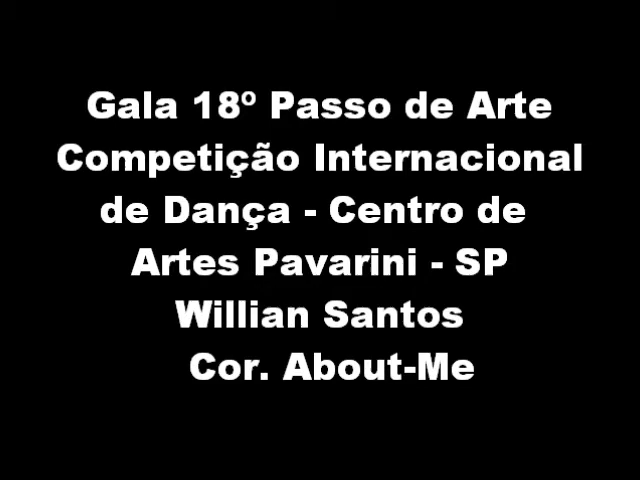 Gala 18º Passo de Arte
Competição Internacional
de Dança - Centro de
Artes Pavarini - SP
Willian Santos
Cor. About-Me